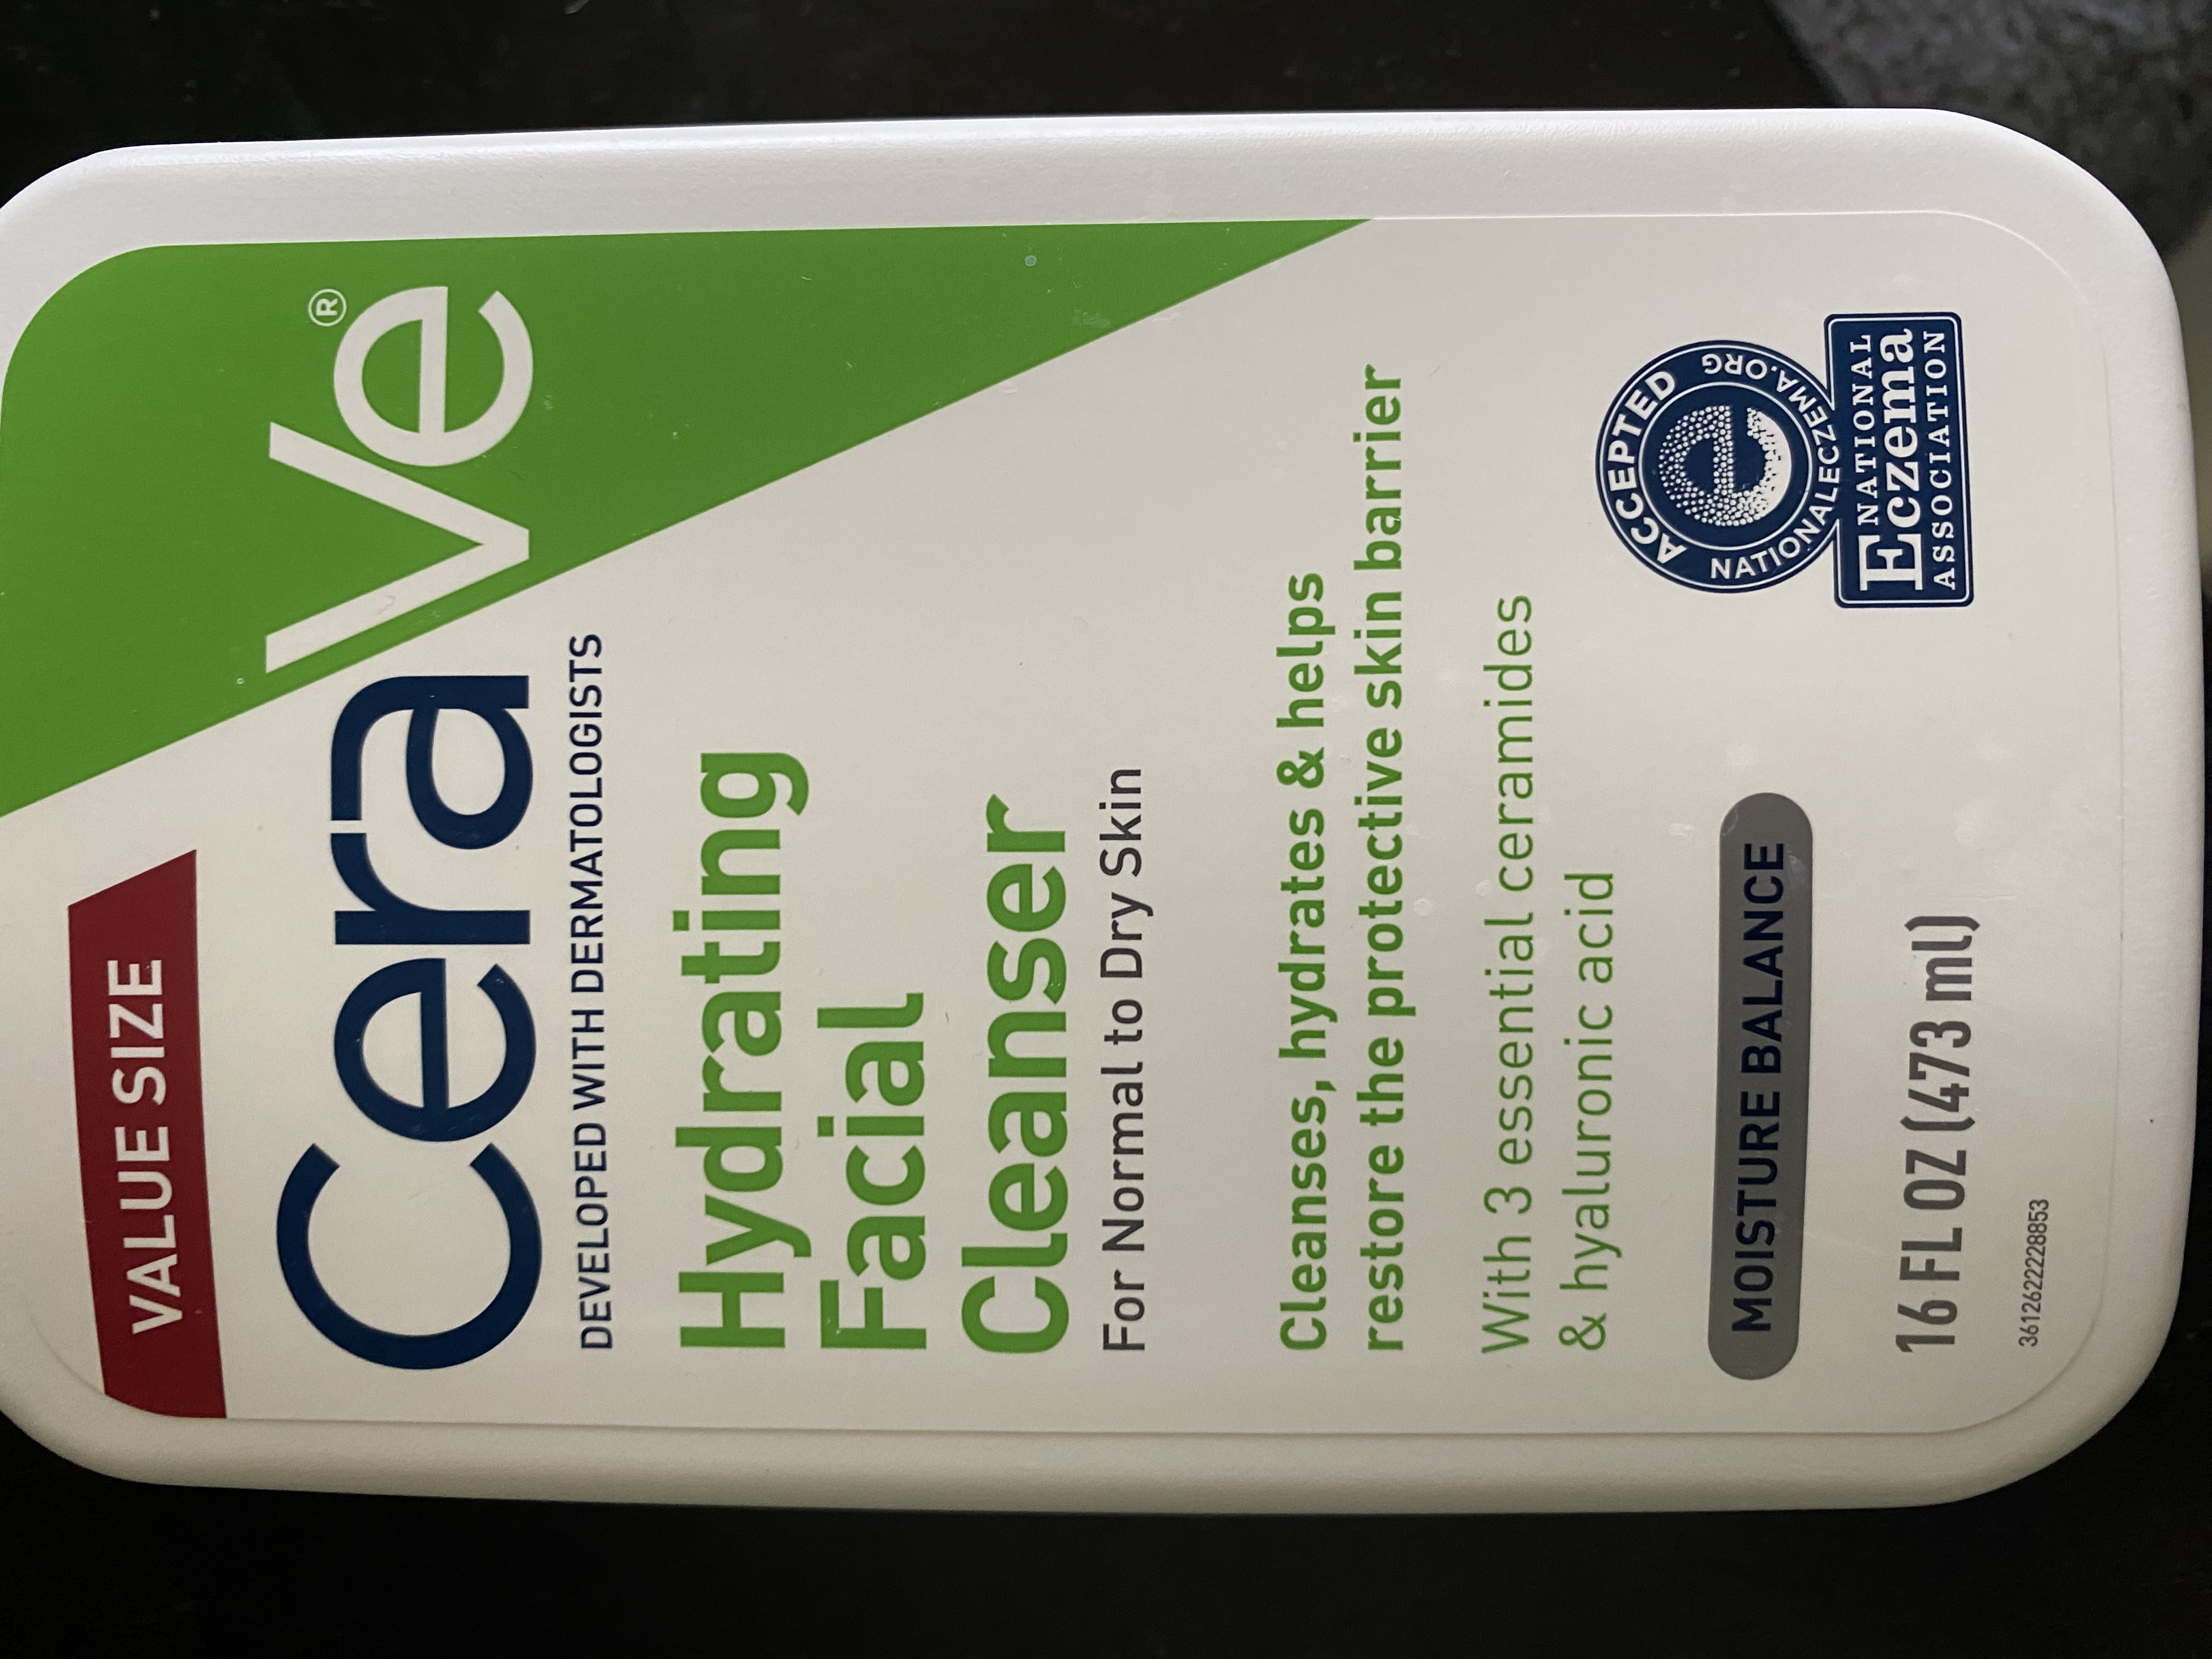 VALUE SIZE
CeraVe®
DEVELOPED WITH DERMATOLOGISTS
Hydrating
Facial
Cleanser
For Normal to Dry Skin
Cleanses, hydrates & helps
restore the protective skin barrier
With 3 essential ceramides
& hyaluronic acid
MOISTURE BALANCE
ACCEPTED
e
NATIONALECZEMA.ORG
NATIONAL
Eczema
ASSOCIATION
16 FL OZ (473 ml)
3612622228853